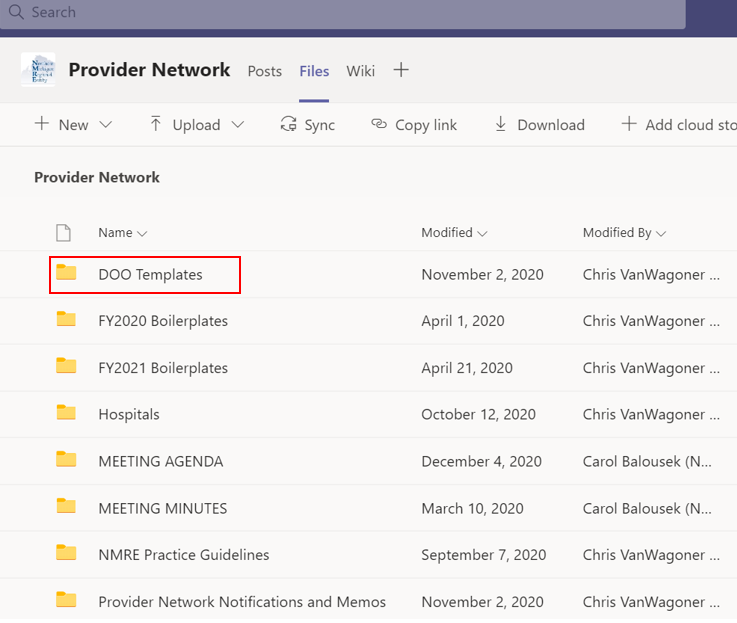 Search
Northern
Michigan
Regional
Entity
Provider Network Posts Files Wiki
New Upload Sync Copy link Download Add cloud sto
Provider Network
Name Modified Modified By
DOO Templates November 2, 2020 Chris VanWagoner ...
FY2020 Boilerplates April 1, 2020 Chris VanWagoner ...
FY2021 Boilerplates April 21, 2020 Chris VanWagoner ...
Hospitals October 12, 2020 Chris VanWagoner ...
MEETING AGENDA December 4, 2020 Carol Balousek (N...
MEETING MINUTES March 10, 2020 Carol Balousek (N...
NMRE Practice Guidelines September 7, 2020 Chris VanWagoner ...
Provider Network Notifications and Memos November 2, 2020 Chris VanWagoner ...